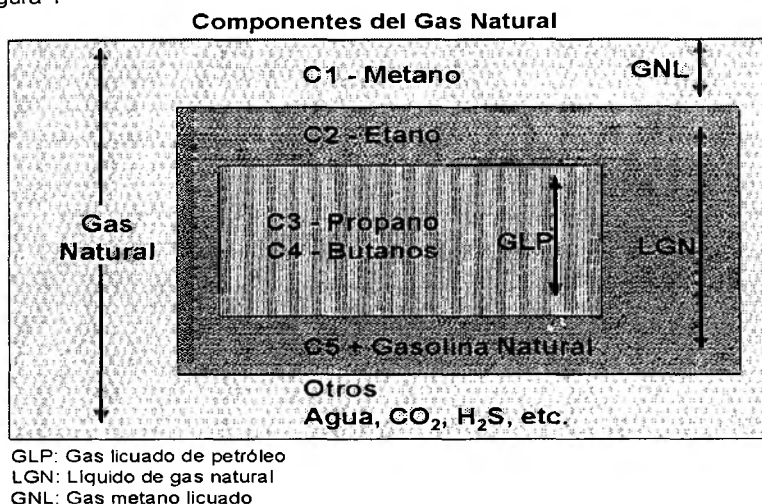 Componentes del Gas Natural
C1 - Metano
GNL
C2 - Etano
Gas
Natural
C3 - Propano
C4 - Butanos
GLP
LGN
C5 + Gasolina Natural
Otros
Agua, CO₂, H₂S, etc.
GLP: Gas licuado de petróleo
LGN: Líquido de gas natural
GNL: Gas metano licuado